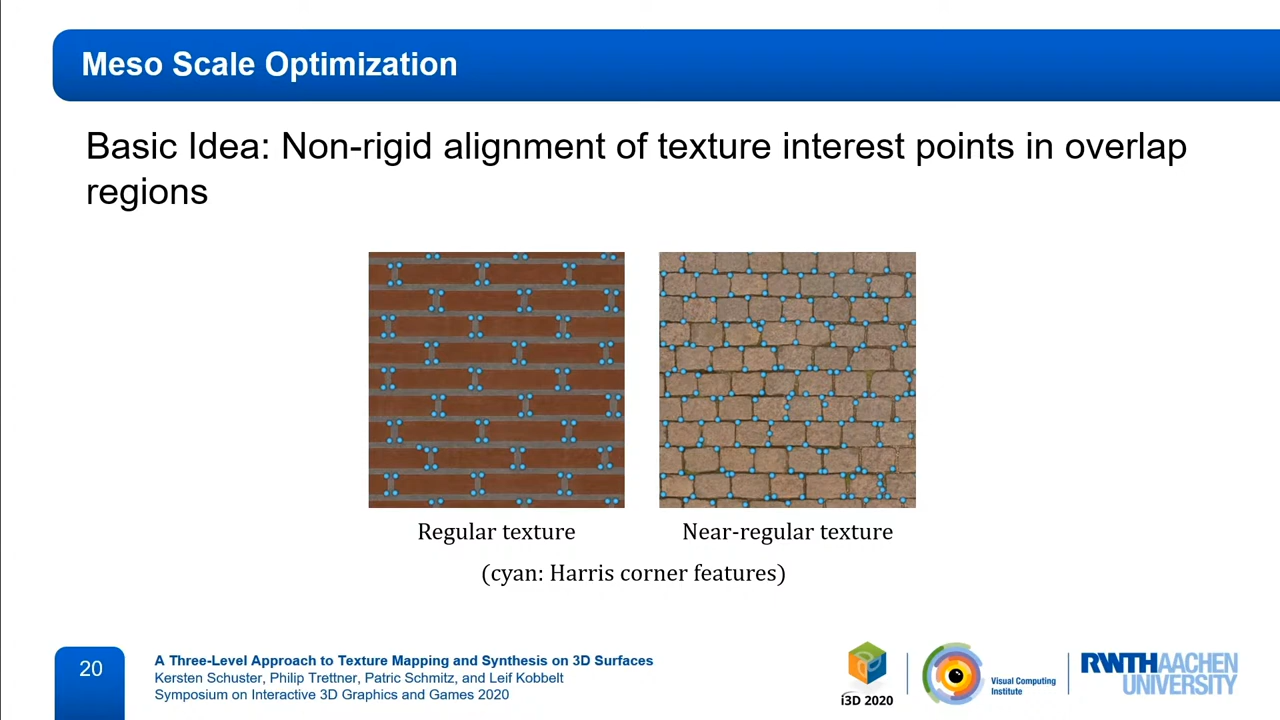 Meso Scale Optimization
Basic Idea: Non-rigid alignment of texture interest points in overlap
regions
Regular texture
Near-regular texture
(cyan: Harris corner features)
20
A Three-Level Approach to Texture Mapping and Synthesis on 3D Surfaces
Kersten Schuster, Philip Trettner, Patric Schmitz, and Leif Kobbelt
Symposium on Interactive 3D Graphics and Games 2020
i3D 2020
Visual Computing
Institute
RWTHAACHEN
UNIVERSITY